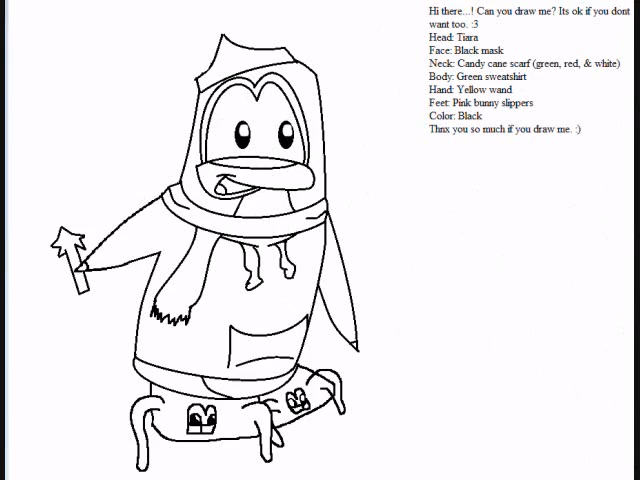 Hi there...! Can you draw me? Its ok if you dont
want too. :3
Head: Tiara
Face: Black mask
Neck: Candy cane scarf (green, red, & white)
Body: Green sweatshirt
Hand: Yellow wand
Feet: Pink bunny slippers
Color: Black
Thnx you so much if you draw me. :)